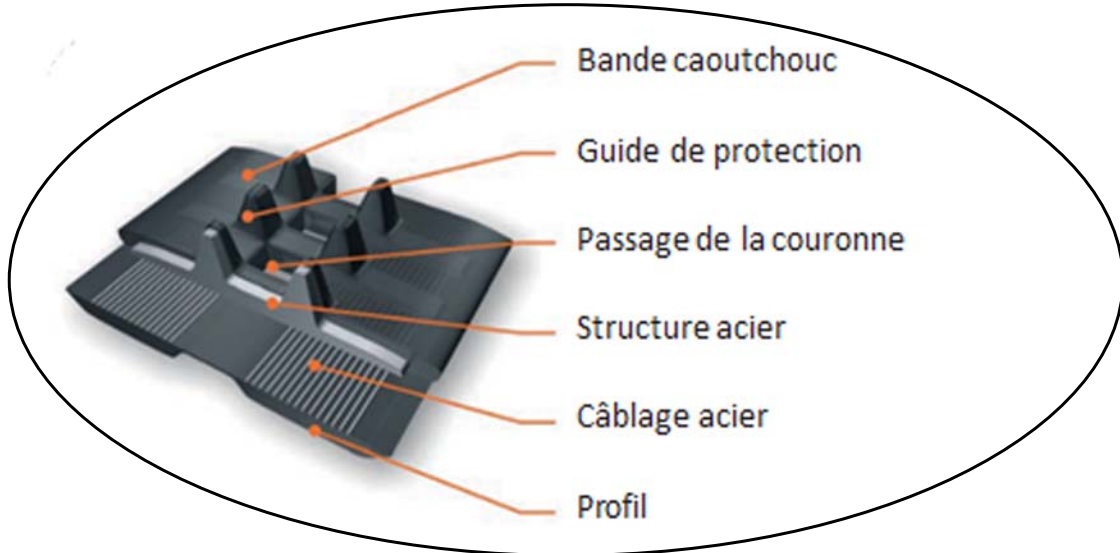 Bande caoutchouc
Guide de protection
Passage de la couronne
Structure acier
Câblage acier
Profil